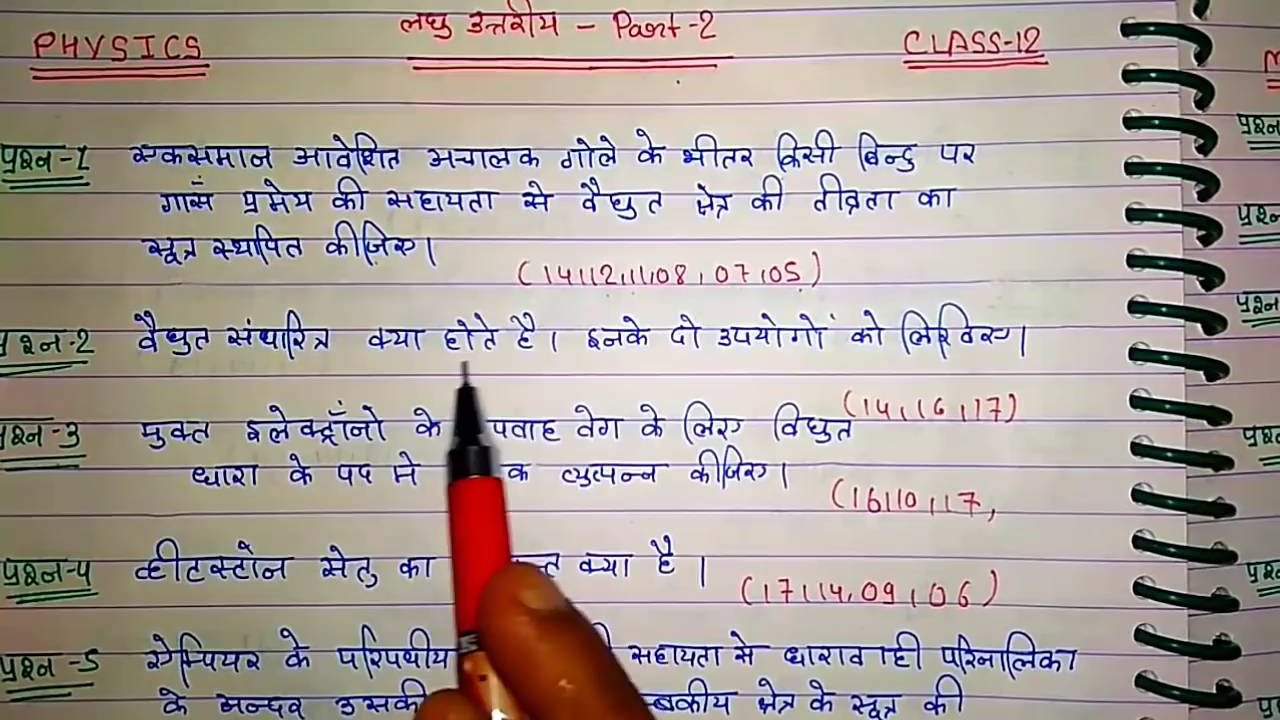 PHYSICS लघु उत्तरीय - Part-2 CLASS-12
प्रश्न-1 एकसमान आवेशित अचालक गोले के भीतर किसी बिन्दु पर
गॉस प्रमेय की सहायता से वैधुत क्षेत्र की तीव्रता का
सूत्र स्थापित कीजिए।
(14,12,11,08,07,05)
प्रश्न-2 वैधुत संधारित्र क्या होते है। इनके दो उपयोगों को लिखिए।
(14,16,17)
प्रश्न-3 मुक्त इलेक्ट्रॉनो के पवाह वेग के लिए विधुत
धारा के पद मे क व्युत्पन्न कीजिए।
(16,10,17,
प्रश्न-4 व्हीटस्टोन सेतु का क्या है।
(17,14,09,06)
प्रश्न-5 ऐम्पियर के परिपथीय सहायता से धारावाही परिनालिका
के अन्दर उसकी म्बकीय क्षेत्र के सूत्र की